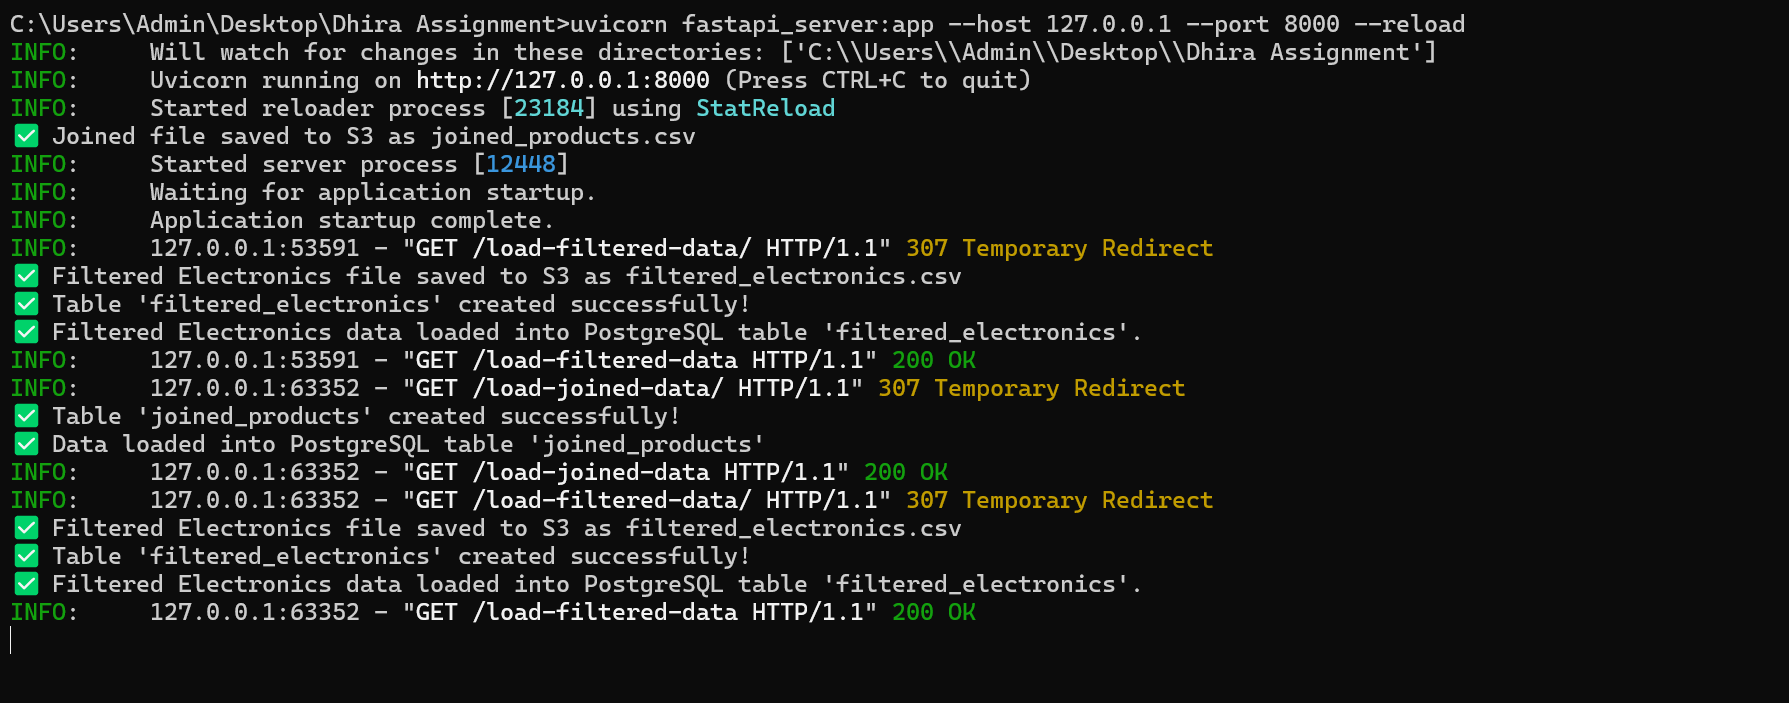 C:\Users\Admin\Desktop\Dhira Assignment>uvicorn fastapi_server:app --host 127.0.0.1 --port 8000 --reload
INFO:     Will watch for changes in these directories: ['C:\\Users\\Admin\\Desktop\\Dhira Assignment']
INFO:     Uvicorn running on http://127.0.0.1:8000 (Press CTRL+C to quit)
INFO:     Started reloader process [23184] using StatReload
✅ Joined file saved to S3 as joined_products.csv
INFO:     Started server process [12448]
INFO:     Waiting for application startup.
INFO:     Application startup complete.
INFO:     127.0.0.1:53591 - "GET /load-filtered-data/ HTTP/1.1" 307 Temporary Redirect
✅ Filtered Electronics file saved to S3 as filtered_electronics.csv
✅ Table 'filtered_electronics' created successfully!
✅ Filtered Electronics data loaded into PostgreSQL table 'filtered_electronics'.
INFO:     127.0.0.1:53591 - "GET /load-filtered-data HTTP/1.1" 200 OK
INFO:     127.0.0.1:63352 - "GET /load-joined-data/ HTTP/1.1" 307 Temporary Redirect
✅ Table 'joined_products' created successfully!
✅ Data loaded into PostgreSQL table 'joined_products'
INFO:     127.0.0.1:63352 - "GET /load-joined-data HTTP/1.1" 200 OK
INFO:     127.0.0.1:63352 - "GET /load-filtered-data/ HTTP/1.1" 307 Temporary Redirect
✅ Filtered Electronics file saved to S3 as filtered_electronics.csv
✅ Table 'filtered_electronics' created successfully!
✅ Filtered Electronics data loaded into PostgreSQL table 'filtered_electronics'.
INFO:     127.0.0.1:63352 - "GET /load-filtered-data HTTP/1.1" 200 OK